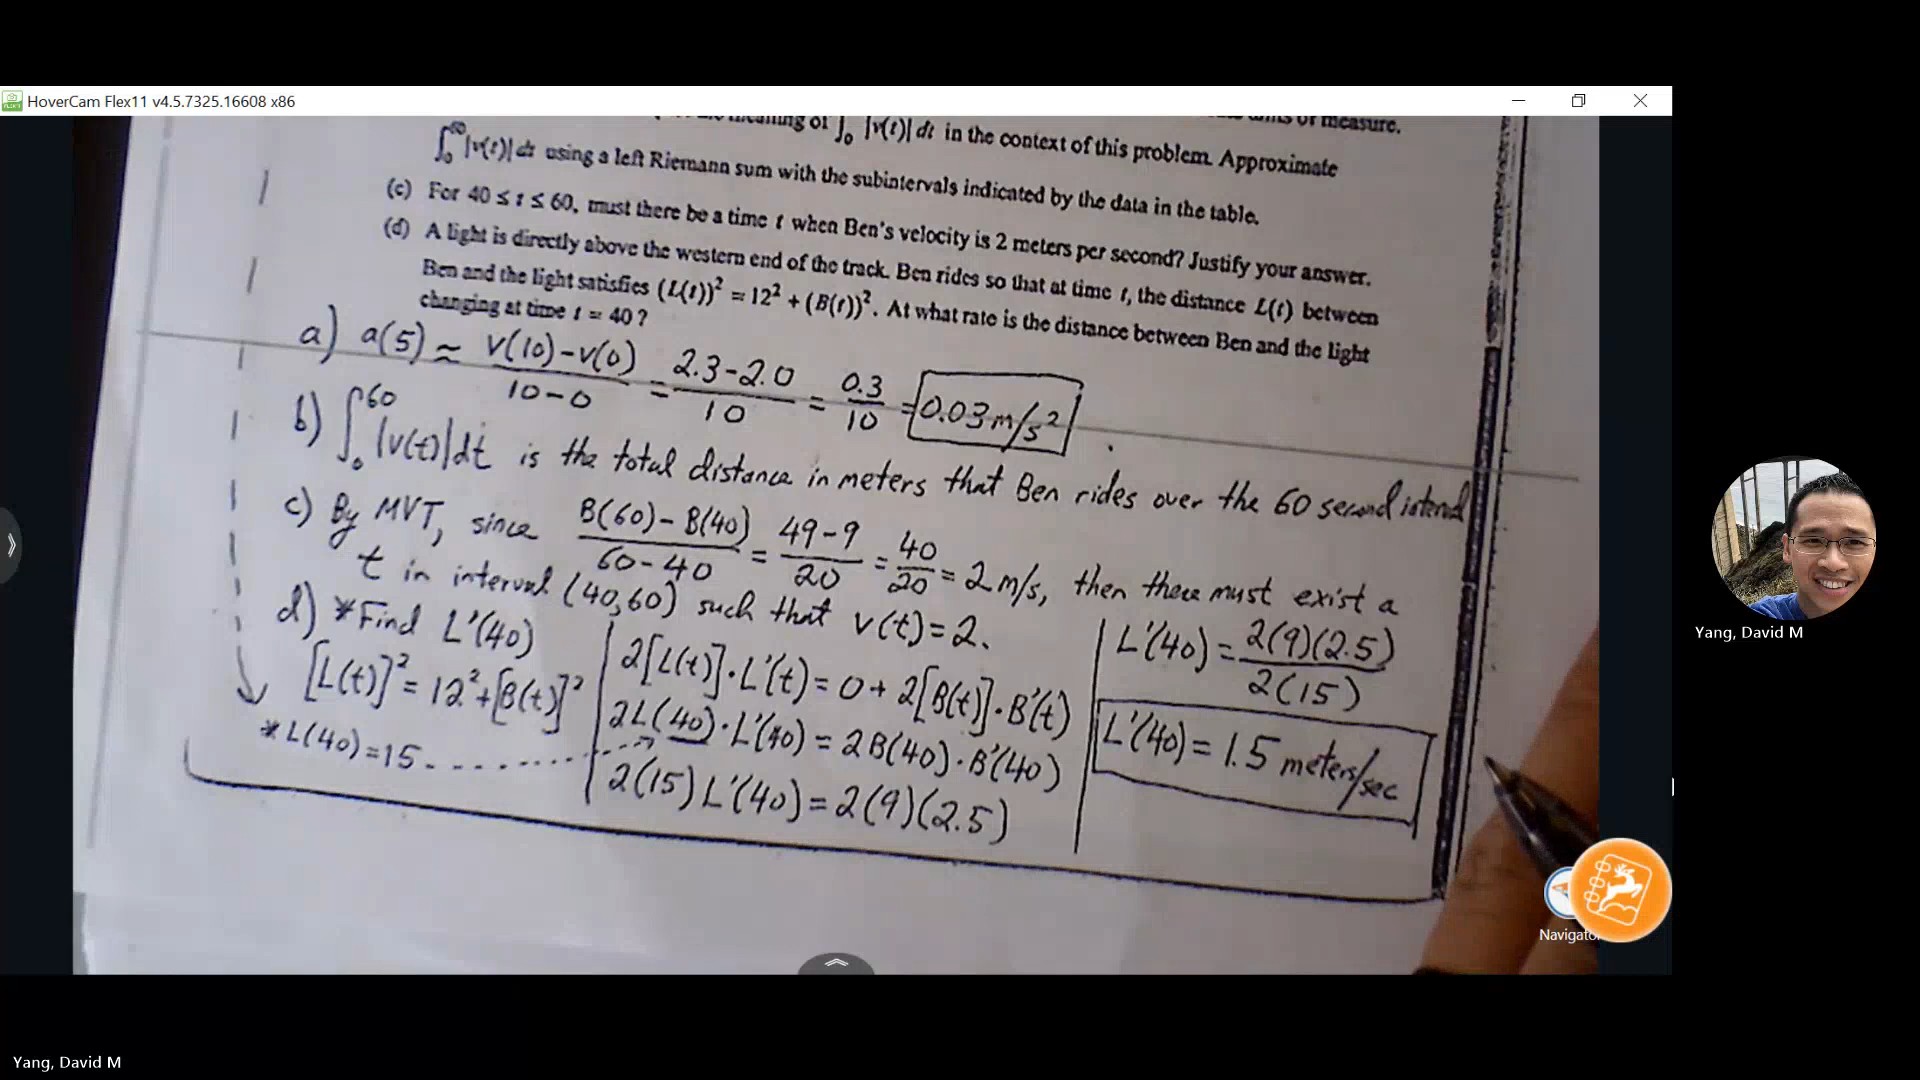 HoverCam Flex11 v4.5.7325.16608 x86
units of measure.
meaning of ∫₀ |v(t)| dt in the context of this problem. Approximate
∫₀⁶⁰ |v(t)| dt using a left Riemann sum with the subintervals indicated by the data in the table.
(c) For 40 ≤ t ≤ 60, must there be a time t when Ben's velocity is 2 meters per second? Justify your answer.
(d) A light is directly above the western end of the track. Ben rides so that at time t, the distance L(t) between
Ben and the light satisfies (L(t))² = 12² + (B(t))². At what rate is the distance between Ben and the light
changing at time t = 40?
a) a(5) ≈ v(10)-v(0)/10-0 = 2.3-2.0/10 = 0.3/10 = 0.03 m/s²
b) ∫₀⁶⁰ |v(t)|dt is the total distance in meters that Ben rides over the 60 second interval
c) By MVT, since B(60)-B(40)/60-40 = 49-9/20 = 40/20 = 2 m/s, then there must exist a
t in interval (40,60) such that v(t)=2.
d) *Find L'(40)
[L(t)]² = 12² + [B(t)]²
*L(40)=15
2[L(t)]·L'(t) = 0 + 2[B(t)]·B'(t)
2L(40)·L'(40) = 2B(40)·B'(40)
2(15)L'(40) = 2(9)(2.5)
L'(40) = 2(9)(2.5)/2(15)
L'(40) = 1.5 meters/sec
Yang, David M
Navigato
Yang, David M